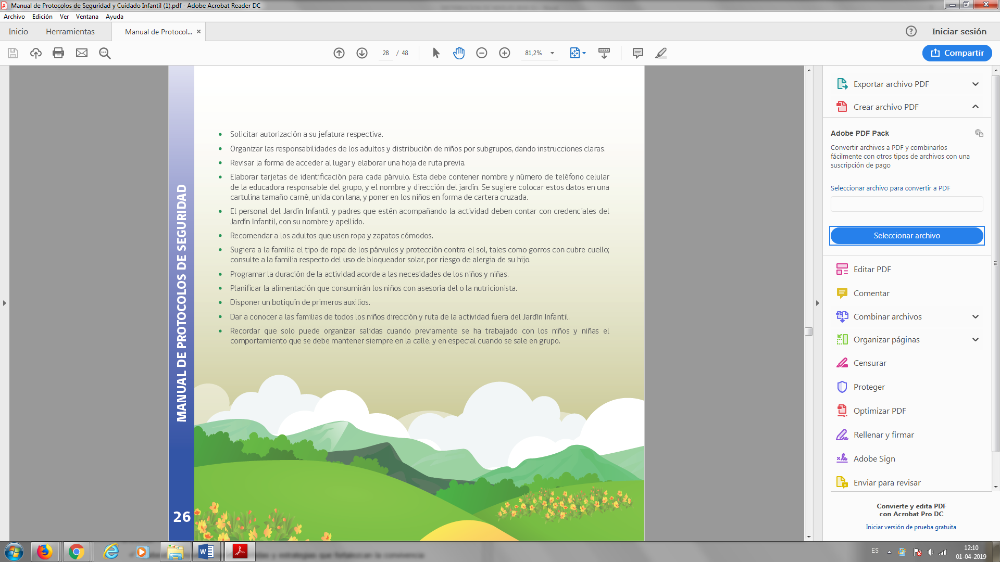 Manual de Protocolos de Seguridad y Cuidado Infantil (1).pdf - Adobe Acrobat Reader DC
Archivo Edición Ver Ventana Ayuda
Inicio Herramientas Manual de Protocol... ×
? Iniciar sesión
28 / 48 81,2%
Compartir
MANUAL DE PROTOCOLOS DE SEGURIDAD
26
• Solicitar autorización a su jefatura respectiva.
• Organizar las responsabilidades de los adultos y distribución de niños por subgrupos, dando instrucciones claras.
• Revisar la forma de acceder al lugar y elaborar una hoja de ruta previa.
• Elaborar tarjetas de identificación para cada párvulo. Ésta debe contener nombre y número de teléfono celular
de la educadora responsable del grupo, y el nombre y dirección del jardín. Se sugiere colocar estos datos en una
cartulina tamaño carné, unida con lana, y poner en los niños en forma de cartera cruzada.
• El personal del Jardín Infantil y padres que estén acompañando la actividad deben contar con credenciales del
Jardín Infantil, con su nombre y apellido.
• Recomendar a los adultos que usen ropa y zapatos cómodos.
• Sugiera a la familia el tipo de ropa de los párvulos y protección contra el sol, tales como gorros con cubre cuello;
consulte a la familia respecto del uso de bloqueador solar, por riesgo de alergia de su hijo.
• Programar la duración de la actividad acorde a las necesidades de los niños y niñas.
• Planificar la alimentación que consumirán los niños con asesoría del o la nutricionista.
• Disponer un botiquín de primeros auxilios.
• Dar a conocer a las familias de todos los niños dirección y ruta de la actividad fuera del Jardín Infantil.
• Recordar que solo puede organizar salidas cuando previamente se ha trabajado con los niños y niñas el
comportamiento que se debe mantener siempre en la calle, y en especial cuando se sale en grupo.
Exportar archivo PDF
Crear archivo PDF
Adobe PDF Pack
Convertir archivos a PDF y combinarlos
fácilmente con otros tipos de archivos con una
suscripción de pago
Seleccionar archivo para convertir a PDF
Seleccionar archivo
Editar PDF
Comentar
Combinar archivos
Organizar páginas
Censurar
Proteger
Optimizar PDF
Rellenar y firmar
Adobe Sign
Enviar para revisar
Convierte y edita PDF
con Acrobat Pro DC
Iniciar versión de prueba gratuita
ES
12:10
01-04-2019